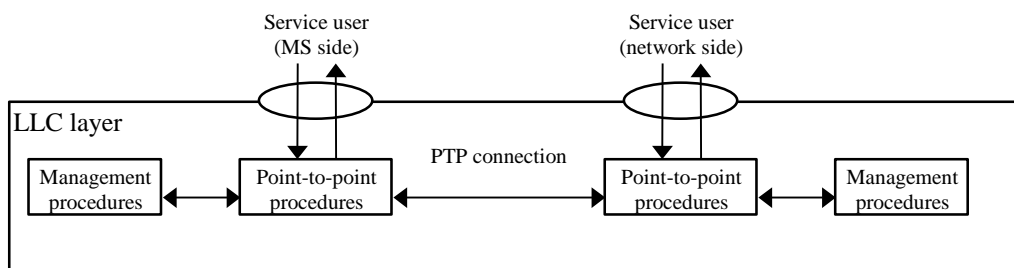 Service user
(MS side)
Service user
(network side)
LLC layer
PTP connection
Management
procedures
Point-to-point
procedures
Point-to-point
procedures
Management
procedures